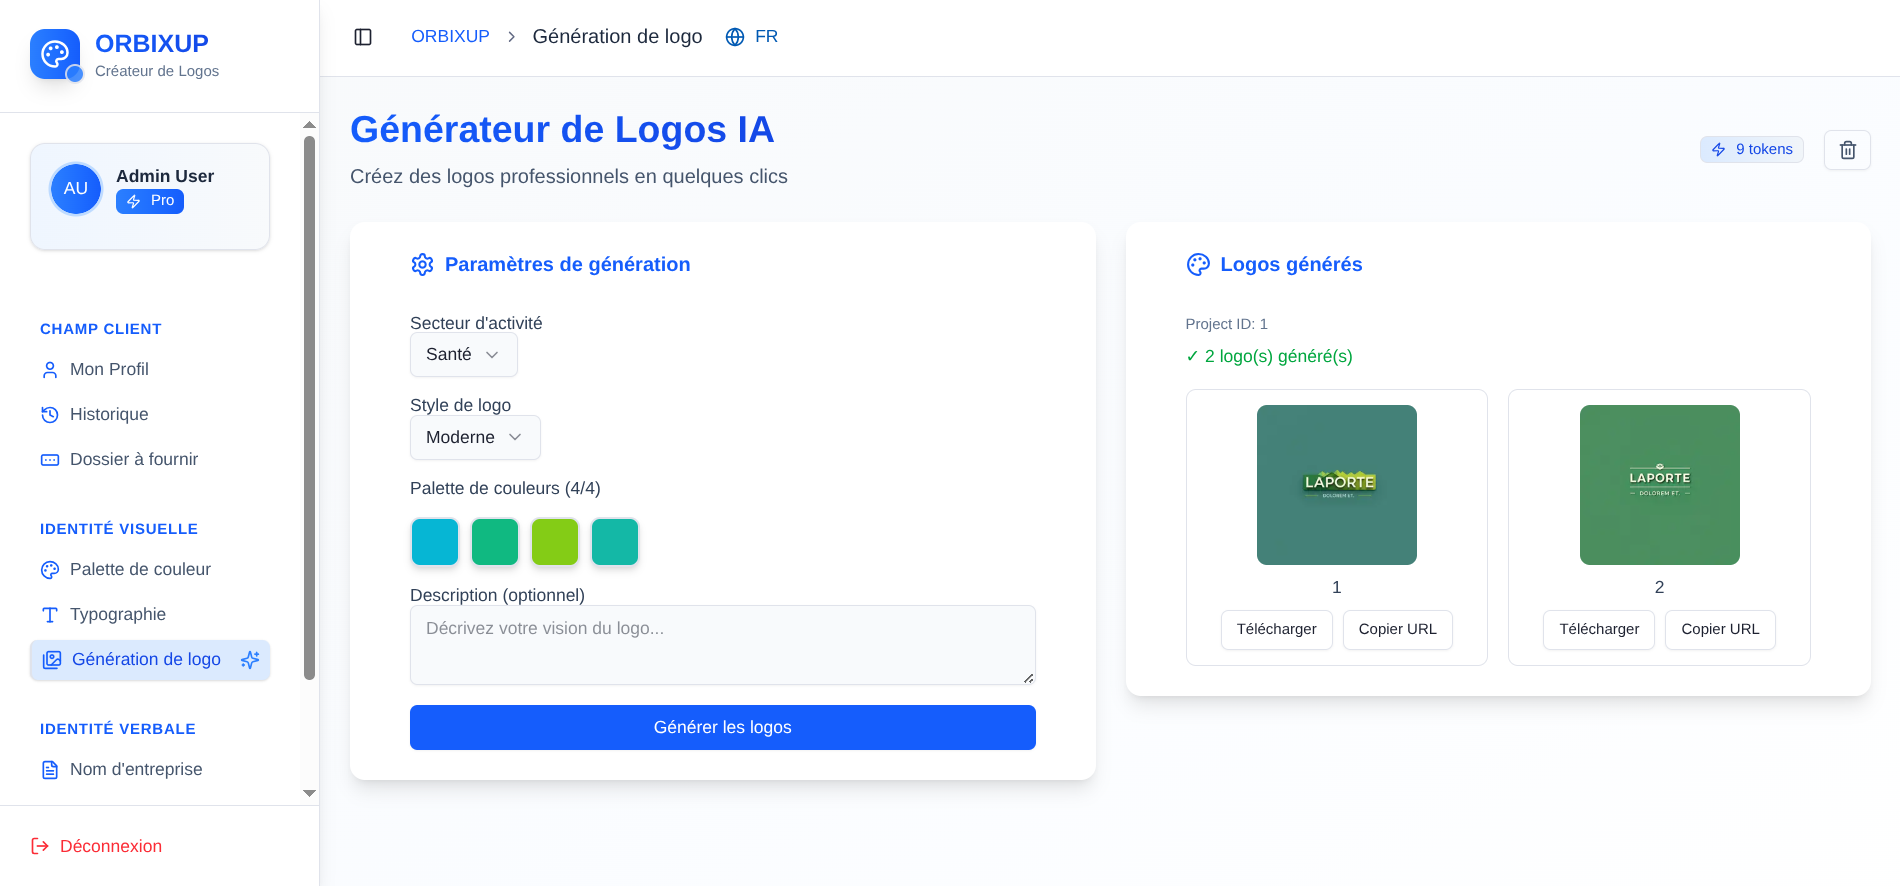 ORBIXUP
Créateur de Logos
AU
Admin User
Pro
CHAMP CLIENT
Mon Profil
Historique
Dossier à fournir
IDENTITÉ VISUELLE
Palette de couleur
Typographie
Génération de logo
IDENTITÉ VERBALE
Nom d'entreprise
Déconnexion
ORBIXUP
Génération de logo
FR
Générateur de Logos IA
Créez des logos professionnels en quelques clics
9 tokens
Paramètres de génération
Secteur d'activité
Santé
Style de logo
Moderne
Palette de couleurs (4/4)
Description (optionnel)
Décrivez votre vision du logo...
Générer les logos
Logos générés
Project ID: 1
✓ 2 logo(s) généré(s)
LAPORTE
DOLOREM ET.
1
Télécharger
Copier URL
LAPORTE
DOLOREM ET.
2
Télécharger
Copier URL